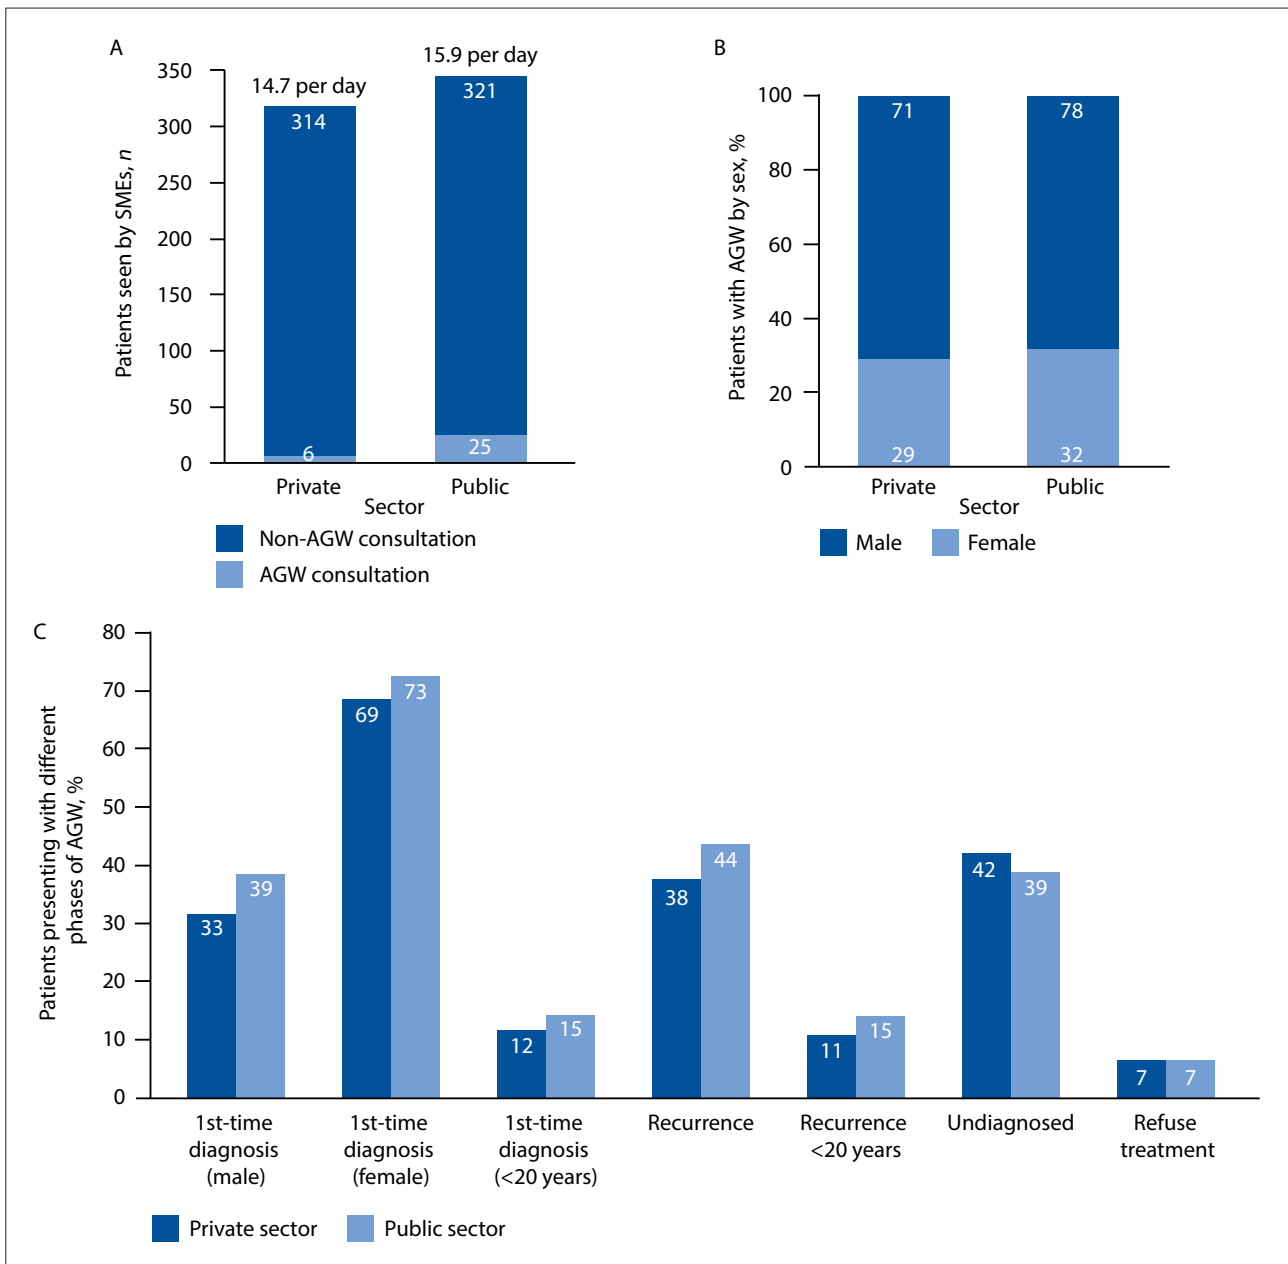 A
14.7 per day
15.9 per day
350
300
250
200
150
100
50
0
Patients seen by SMEs, n
314
6
321
25
Private
Public
Sector
Non-AGW consultation
AGW consultation
B
100
80
60
40
20
0
Patients with AGW by sex, %
71
29
78
32
Private
Public
Sector
Male
Female
C
80
70
60
50
40
30
20
10
0
Patients presenting with different
phases of AGW, %
33
39
69
73
12
15
38
44
11
15
42
39
7
7
1st-time
diagnosis
(male)
1st-time
diagnosis
(female)
1st-time
diagnosis
(<20 years)
Recurrence
Recurrence
<20 years
Undiagnosed
Refuse
treatment
Private sector
Public sector